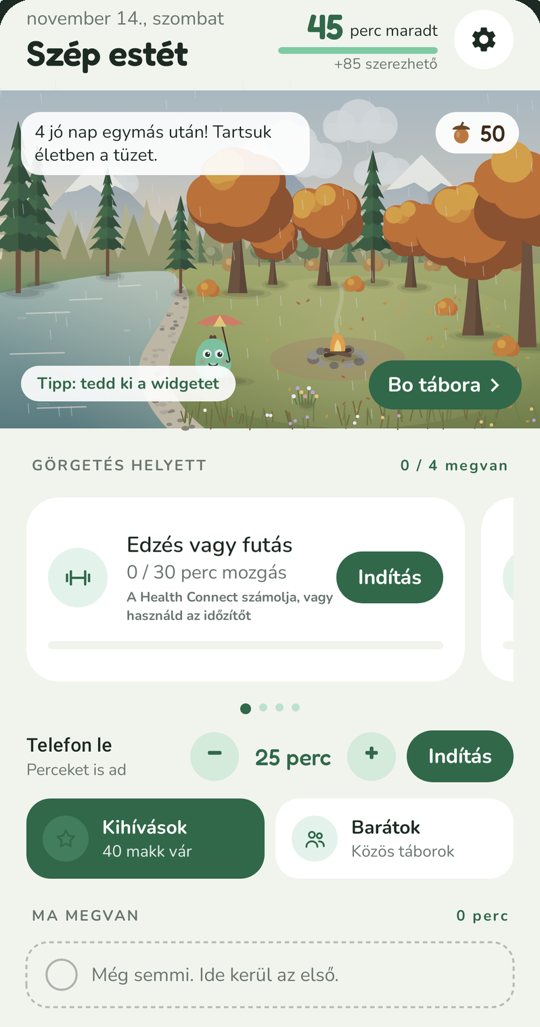 november 14., szombat
Szép estét
45 perc maradt
+85 szerezhető
4 jó nap egymás után! Tartsuk
életben a tüzet.
50
Tipp: tedd ki a widgetet
Bo tábora
GÖRGETÉS HELYETT
0 / 4 megvan
Edzés vagy futás
0 / 30 perc mozgás
A Health Connect számolja, vagy
használd az időzítőt
Indítás
Telefon le
Perceket is ad
25 perc
Indítás
Kihívások
40 makk vár
Barátok
Közös táborok
MA MEGVAN
0 perc
Még semmi. Ide kerül az első.